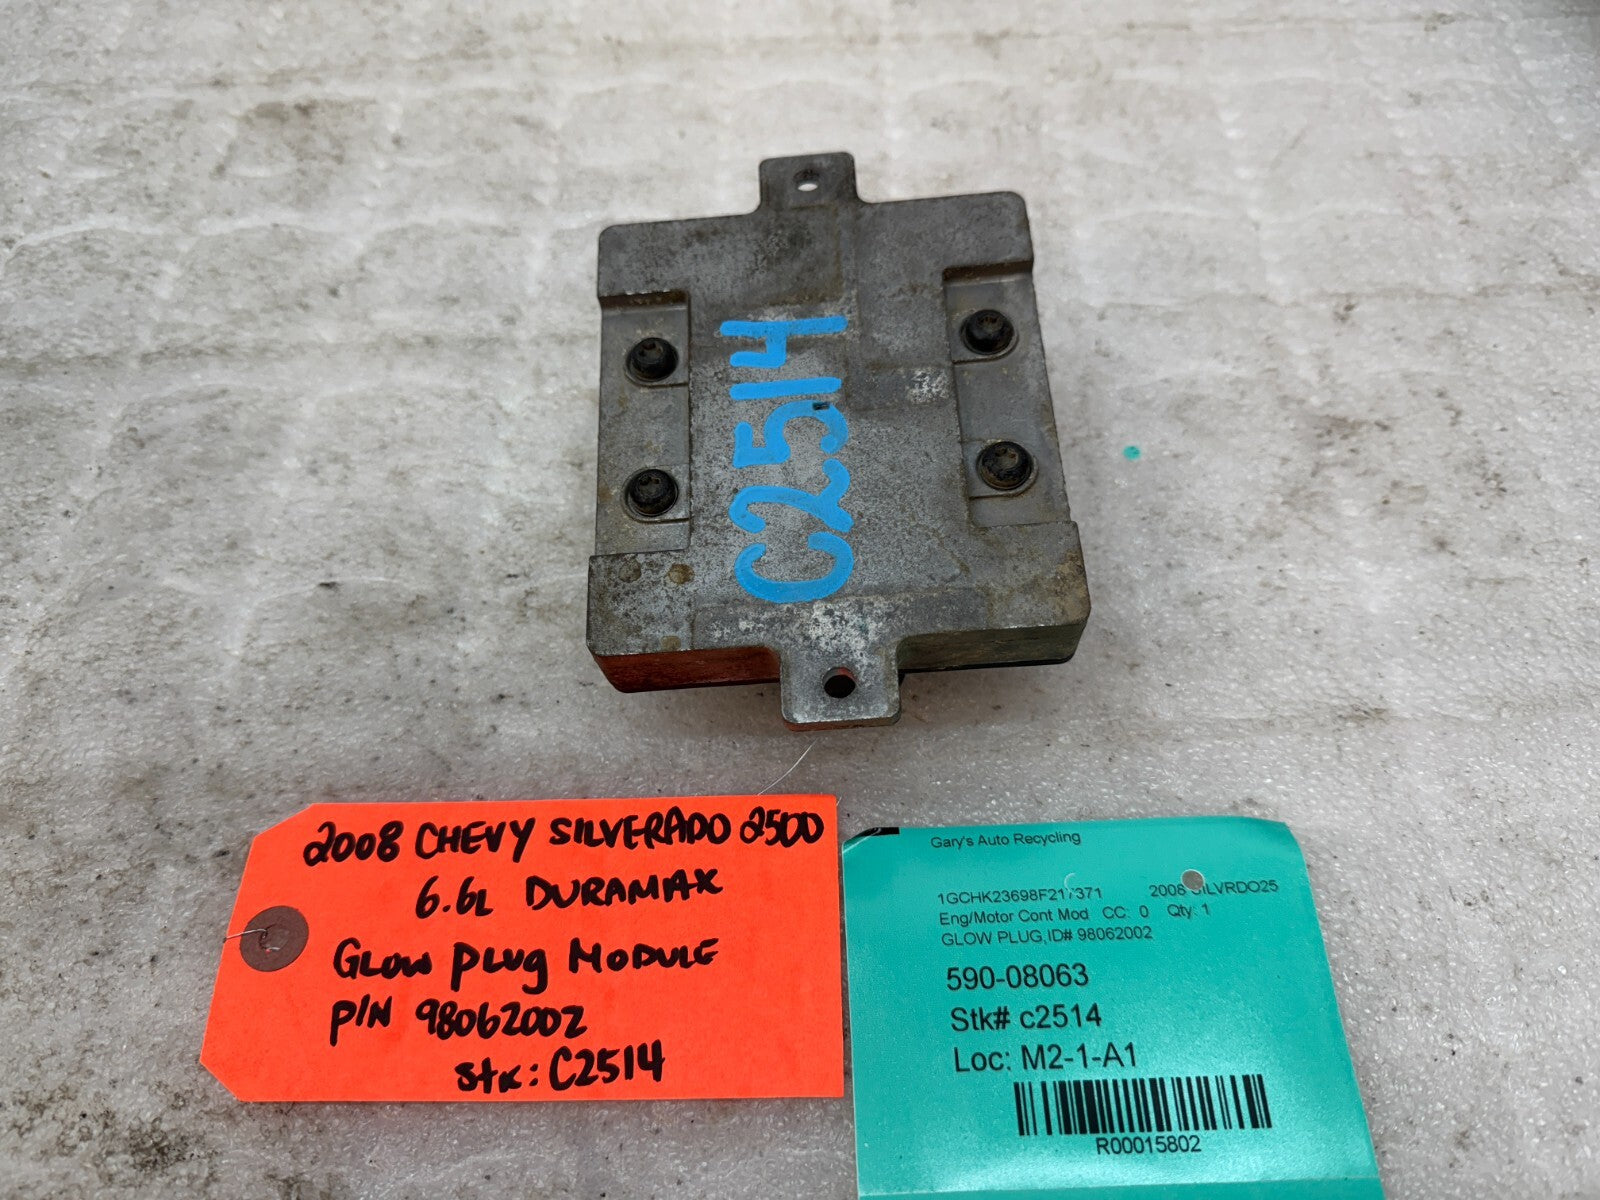 C2514
2008 CHEVY SILVERADO 2500
6.6L DURAMAX
GLOW PLUG MODULE
P/N 98062002
Stk: C2514
Gary's Auto Recycling
1GCHK23698F217371 2008 SILVRDO25
Eng/Motor Cont Mod CC: 0 Qty: 1
GLOW PLUG,ID# 98062002
590-08063
Stk# c2514
Loc: M2-1-A1
R00015802